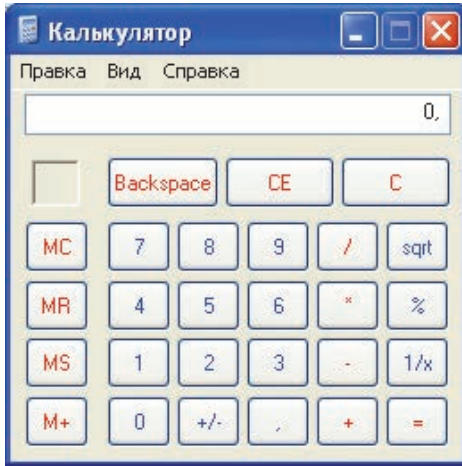 Калькулятор
Правка Вид Справка
0,
Backspace CE C
MC 7 8 9 / sqrt
MR 4 5 6 * %
MS 1 2 3 - 1/x
M+ 0 +/- , + =